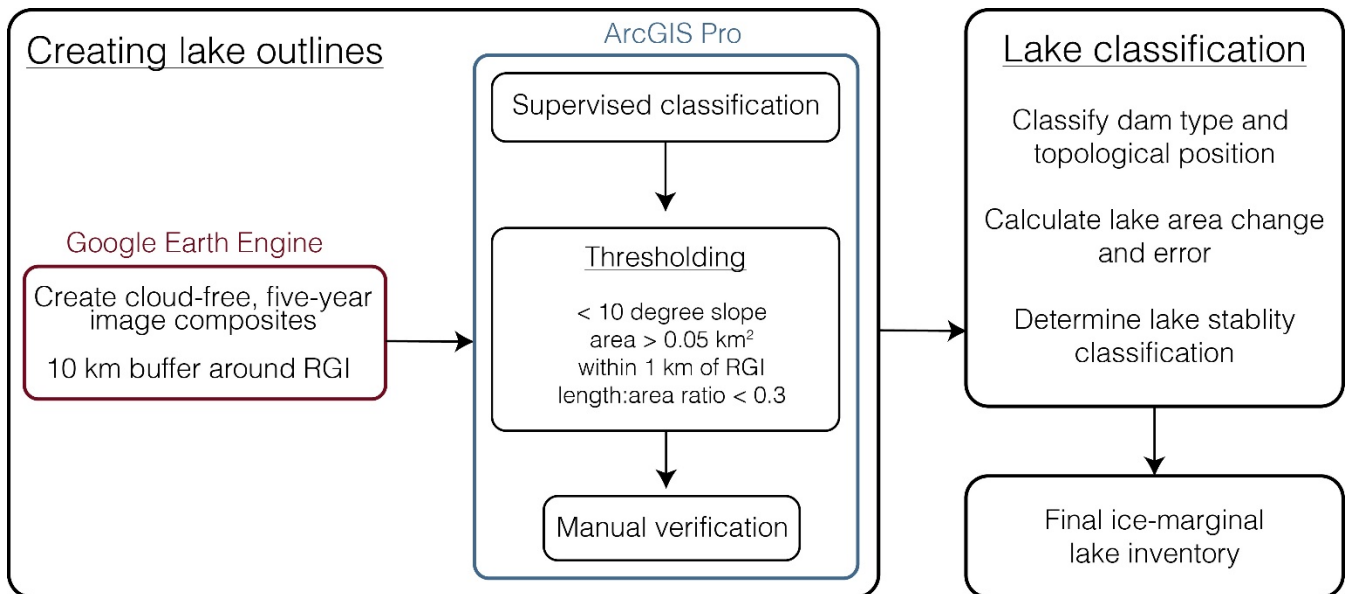 Creating lake outlines
Google Earth Engine
Create cloud-free, five-year
image composites
10 km buffer around RGI
ArcGIS Pro
Supervised classification
Thresholding
< 10 degree slope
area > 0.05 km²
within 1 km of RGI
length:area ratio < 0.3
Manual verification
Lake classification
Classify dam type and
topological position
Calculate lake area change
and error
Determine lake stablity
classification
Final ice-marginal
lake inventory